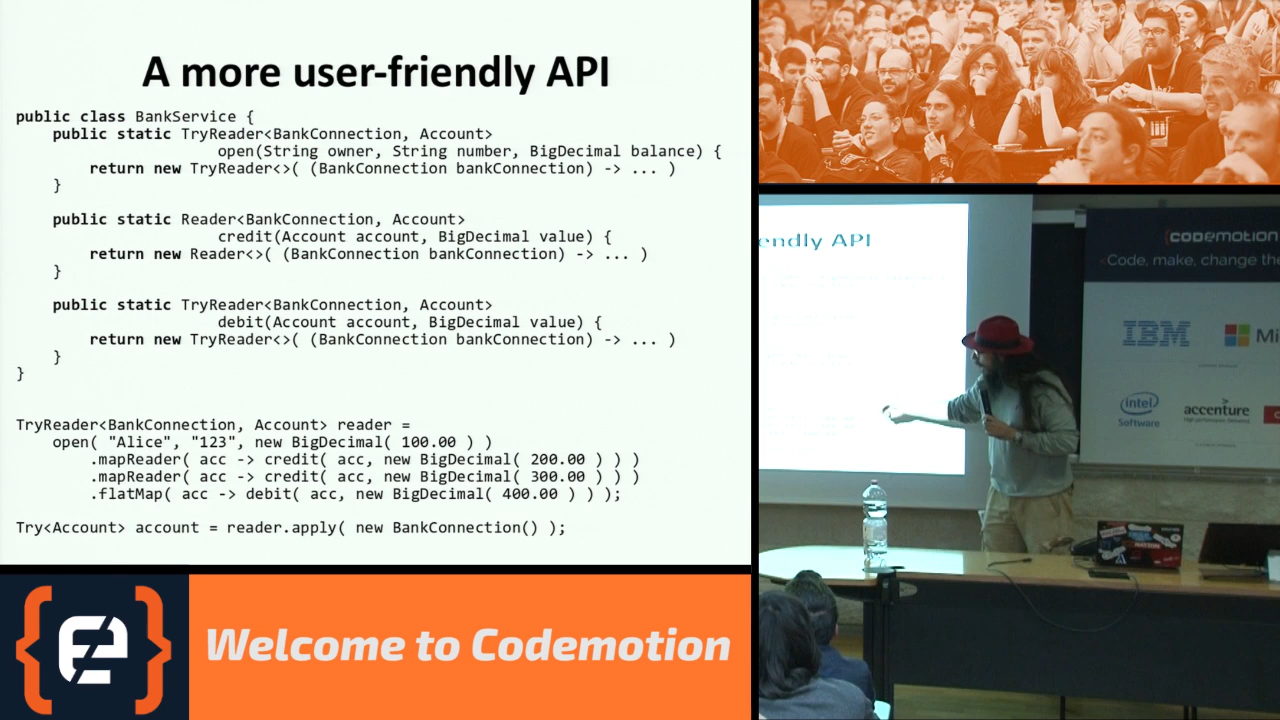 A more user-friendly API
public class BankService {
public static TryReader<BankConnection, Account>
open(String owner, String number, BigDecimal balance) {
return new TryReader<>( (BankConnection bankConnection) -> ... )
}
public static Reader<BankConnection, Account>
credit(Account account, BigDecimal value) {
return new Reader<>( (BankConnection bankConnection) -> ... )
}
public static TryReader<BankConnection, Account>
debit(Account account, BigDecimal value) {
return new TryReader<>( (BankConnection bankConnection) -> ... )
}
}
TryReader<BankConnection, Account> reader =
open( "Alice", "123", new BigDecimal( 100.00 ) )
.mapReader( acc -> credit( acc, new BigDecimal( 200.00 ) ) )
.mapReader( acc -> credit( acc, new BigDecimal( 300.00 ) ) )
.flatMap( acc -> debit( acc, new BigDecimal( 400.00 ) ) );
Try<Account> account = reader.apply( new BankConnection() );
Welcome to Codemotion
endly API
{codemotion
<Code, make, change the
IBM
Mi
intel
Software
accenture